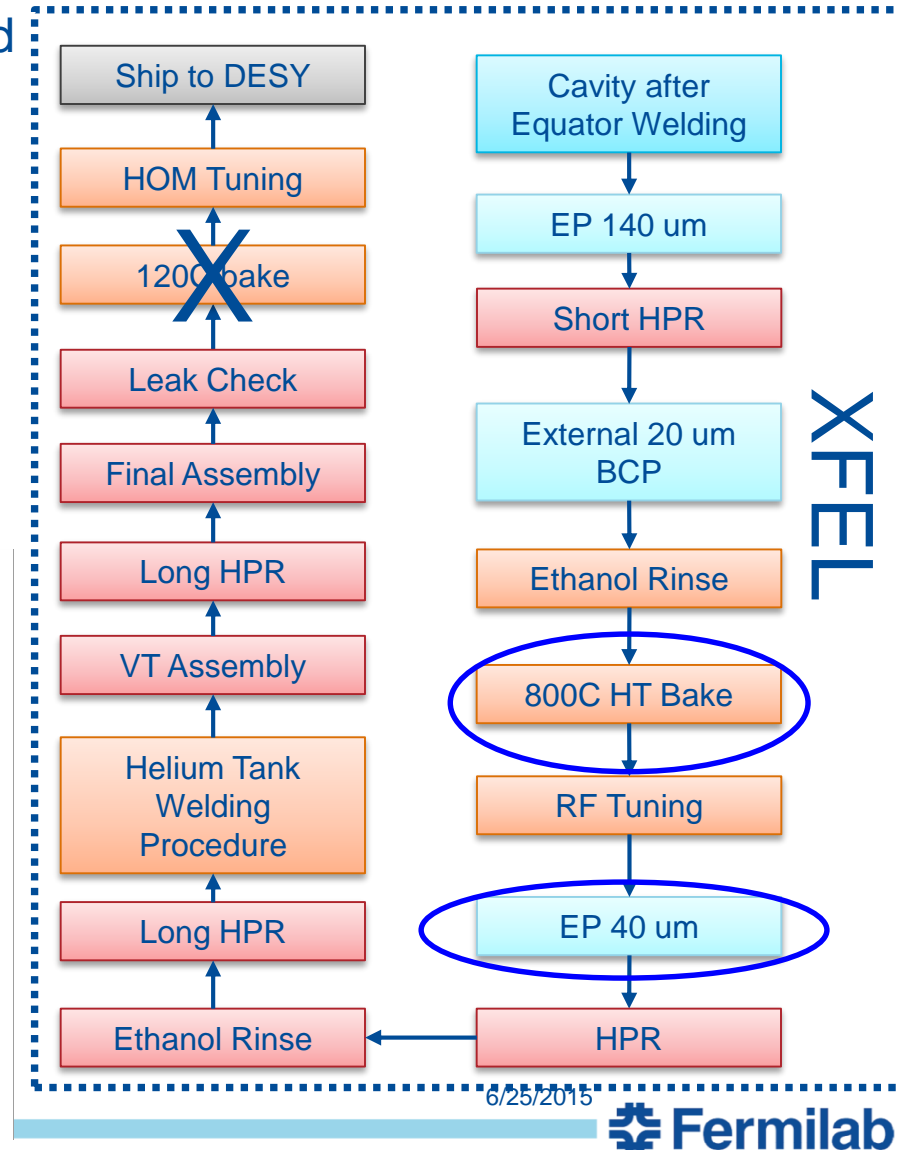 d
Cavity after
Equator Welding
EP 140 um
Short HPR
External 20 um
BCP
Ethanol Rinse
800C HT Bake
RF Tuning
EP 40 um
HPR
Ethanol Rinse
Long HPR
Helium Tank
Welding
Procedure
VT Assembly
Long HPR
Final Assembly
Leak Check
120C bake
X
HOM Tuning
Ship to DESY
XFEL
6/25/2015
Fermilab